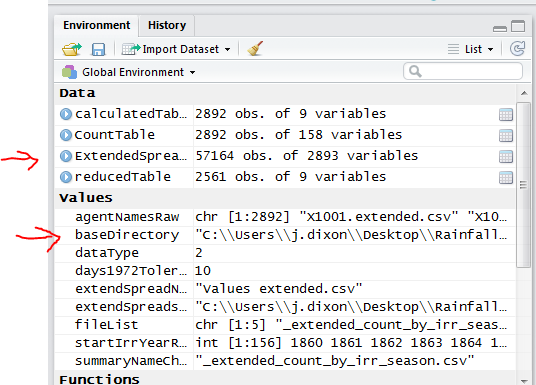 Environment History
Import Dataset List
Global Environment
Data
calculatedTab… 2892 obs. of 9 variables
CountTable 2892 obs. of 158 variables
ExtendedSprea… 57164 obs. of 2893 variables
reducedTable 2561 obs. of 9 variables
Values
agentNamesRaw chr [1:2892] "X1001.extended.csv" "X10…
baseDirectory "C:\\Users\\j.dixon\\Desktop\\Rainfall…
dataType 2
days1972Toler… 10
extendSpreadN… "Values extended.csv"
extendSpreads… "C:\\Users\\j.dixon\\Desktop\\Rainfall…
fileList chr [1:5] "_extended_count_by_irr_seas…
startIrrYearR… int [1:156] 1860 1861 1862 1863 1864 1…
summaryNameCh… "_extended_count_by_irr_season.csv"
Functions